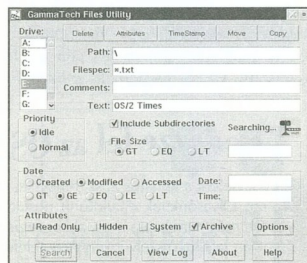 GammaTech Files Utility
Drive:
Delete Attributes TimeStamp Move Copy
A:
B:
C:
D:
E:
F:
G:
Path: \
Filespec: *.txt
Comments:
Text: OS/2 Times
Priority
Idle
Normal
Include Subdirectories
Searching...
File Size
GT EQ LT
Date
Created Modified Accessed Date:
GT GE EQ LE LT Time:
Attributes
Read Only Hidden System Archive
Options
Search Cancel View Log About Help